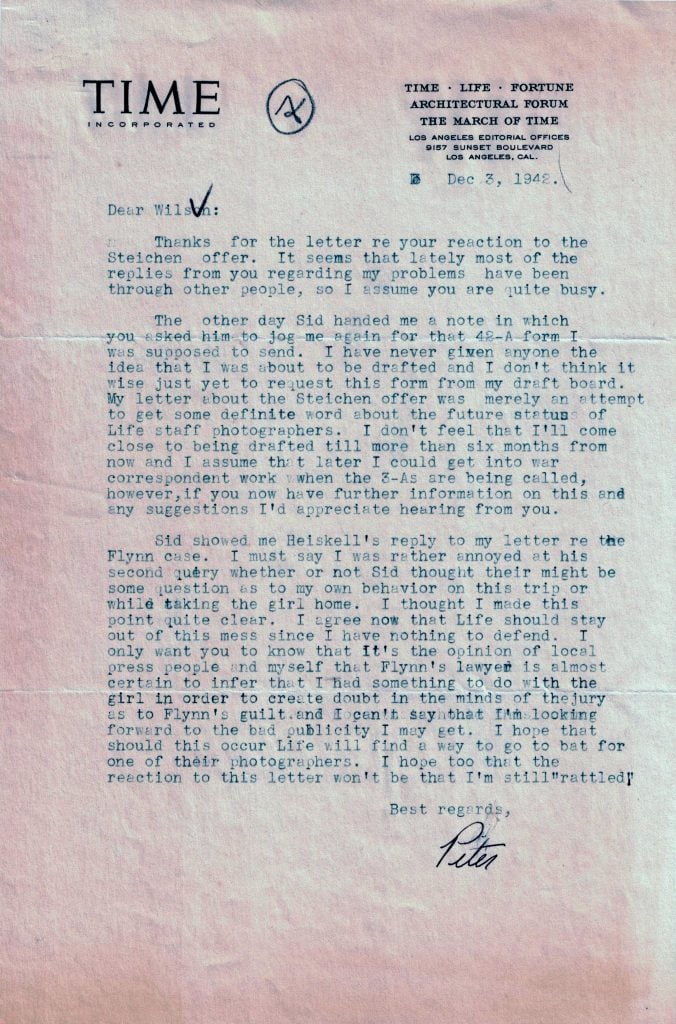 TIME
INCORPORATED
TIME · LIFE · FORTUNE
ARCHITECTURAL FORUM
THE MARCH OF TIME
LOS ANGELES EDITORIAL OFFICES
9157 SUNSET BOULEVARD
LOS ANGELES, CAL.
Dec 3, 1942.
Dear Wilson:
Thanks for the letter re your reaction to the
Steichen offer. It seems that lately most of the
replies from you regarding my problems have been
through other people, so I assume you are quite busy.
The other day Sid handed me a note in which
you asked him to jog me again for that 42-A form I
was supposed to send. I have never given anyone the
idea that I was about to be drafted and I don't think it
wise just yet to request this form from my draft board.
My letter about the Steichen offer was merely an attempt
to get some definite word about the future status of
Life staff photographers. I don't feel that I'll come
close to being drafted till more than six months from
now and I assume that later I could get into war
correspondent work when the 3-As are being called,
however,if you now have further information on this and
any suggestions I'd appreciate hearing from you.
Sid showed me Heiskell's reply to my letter re the
Flynn case. I must say I was rather annoyed at his
second query whether or not Sid thought their might be
some question as to my own behavior on this trip or
while taking the girl home. I thought I made this
point quite clear. I agree now that Life should stay
out of this mess since I have nothing to defend. I
only want you to know that It's the opinion of local
press people and myself that Flynn's lawyer is almost
certain to infer that I had something to do with the
girl in order to create doubt in the minds of thejury
as to Flynn's guilt.and I can't say that I'm looking
forward to the bad publicity I may get. I hope that
should this occur Life will find a way to go to bat for
one of their photographers. I hope too that the
reaction to this letter won't be that I'm still"rattled"
Best regards,
Peter